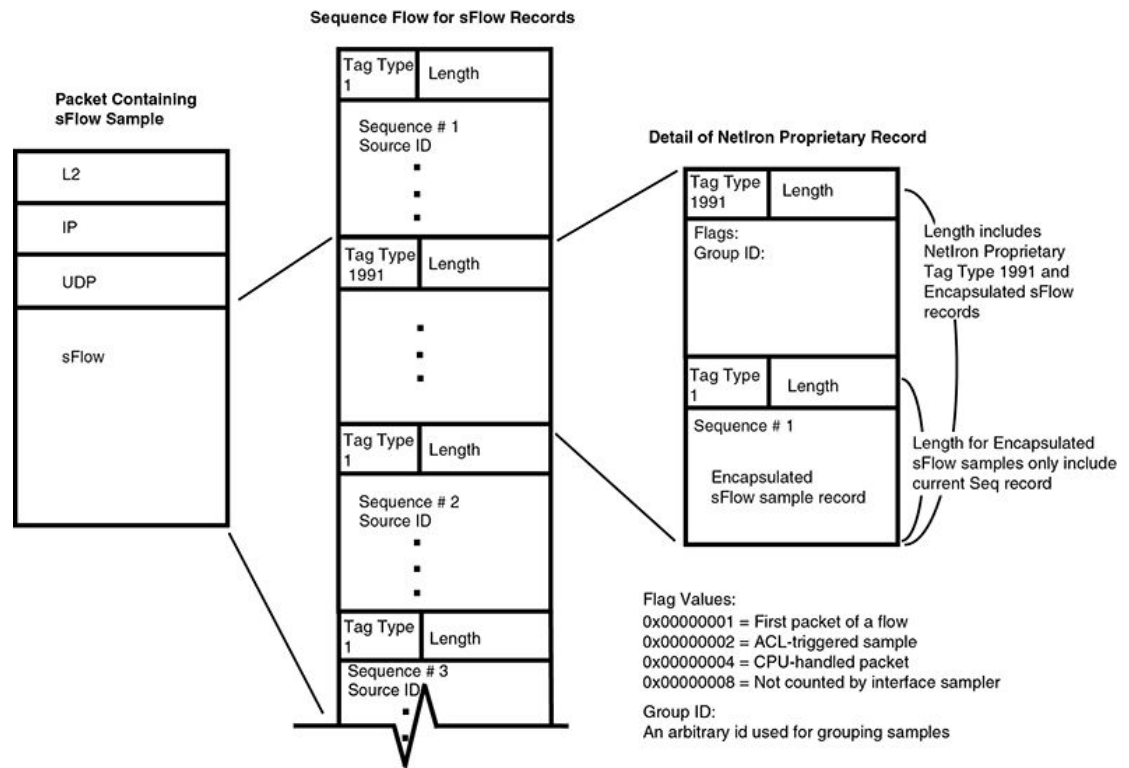 Sequence Flow for sFlow Records
Packet Containing
sFlow Sample
L2
IP
UDP
sFlow
Tag Type
1
Length
Sequence # 1
Source ID
Tag Type
1991
Length
Tag Type
1
Length
Sequence # 2
Source ID
Tag Type
1
Length
Sequence # 3
Source ID
Detail of NetIron Proprietary Record
Tag Type
1991
Length
Flags:
Group ID:
Tag Type
1
Length
Sequence # 1
Encapsulated
sFlow sample record
Length includes
NetIron Proprietary
Tag Type 1991 and
Encapsulated sFlow
records
Length for Encapsulated
sFlow samples only include
current Seq record
Flag Values:
0x00000001 = First packet of a flow
0x00000002 = ACL-triggered sample
0x00000004 = CPU-handled packet
0x00000008 = Not counted by interface sampler
Group ID:
An arbitrary id used for grouping samples